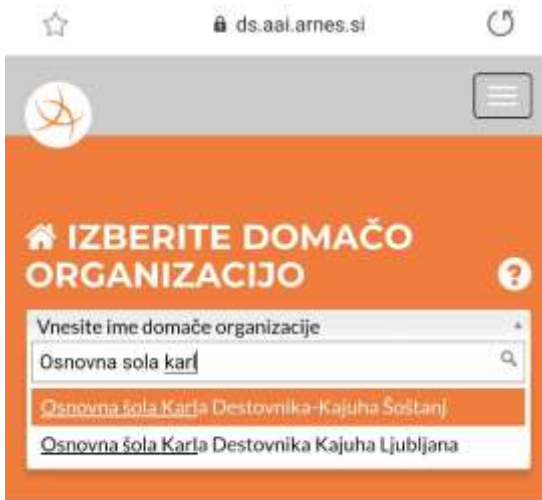 ds.aai.arnes.si
IZBERITE DOMAČO
ORGANIZACIJO
?
Vnesite ime domače organizacije
Osnovna sola karl
Osnovna šola Karla Destovnika-Kajuha Šoštanj
Osnovna šola Karla Destovnika Kajuha Ljubljana